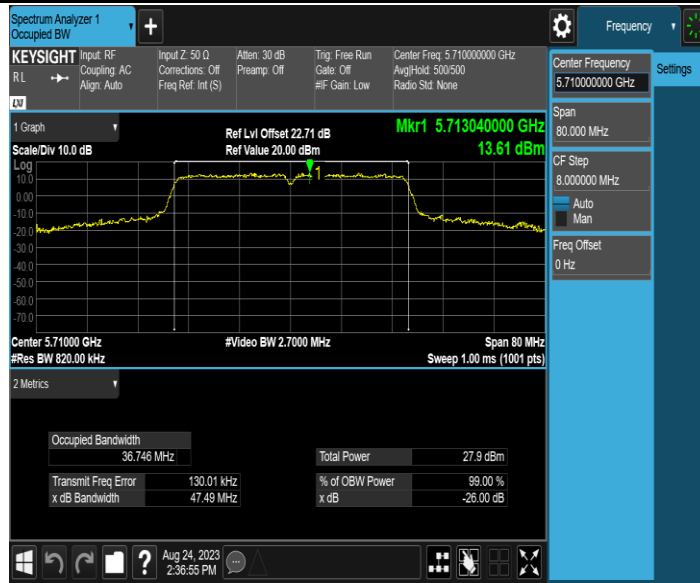 Spectrum Analyzer 1
Occupied BW
+
Frequency
KEYSIGHT
RL
LXI
Input: RF
Coupling: AC
Align: Auto
Input Z: 50 Ω
Corrections: Off
Freq Ref: Int (S)
Atten: 30 dB
Preamp: Off
Trig: Free Run
Gate: Off
#IF Gain: Low
Center Freq: 5.710000000 GHz
Avg|Hold: 500/500
Radio Std: None
Center Frequency
5.710000000 GHz
Settings
Span
80.000 MHz
CF Step
8.000000 MHz
Auto
Man
Freq Offset
0 Hz
1 Graph
Scale/Div 10.0 dB
Ref Lvl Offset 22.71 dB
Ref Value 20.00 dBm
Mkr1 5.713040000 GHz
13.61 dBm
Log
10.0
0.00
-10.0
-20.0
-30.0
-40.0
-50.0
-60.0
-70.0
1
Center 5.71000 GHz
#Res BW 820.00 kHz
#Video BW 2.7000 MHz
Span 80 MHz
Sweep 1.00 ms (1001 pts)
2 Metrics
Occupied Bandwidth
36.746 MHz
Total Power 27.9 dBm
Transmit Freq Error 130.01 kHz
% of OBW Power 99.00 %
x dB Bandwidth 47.49 MHz
x dB -26.00 dB
?
Aug 24, 2023
2:36:55 PM